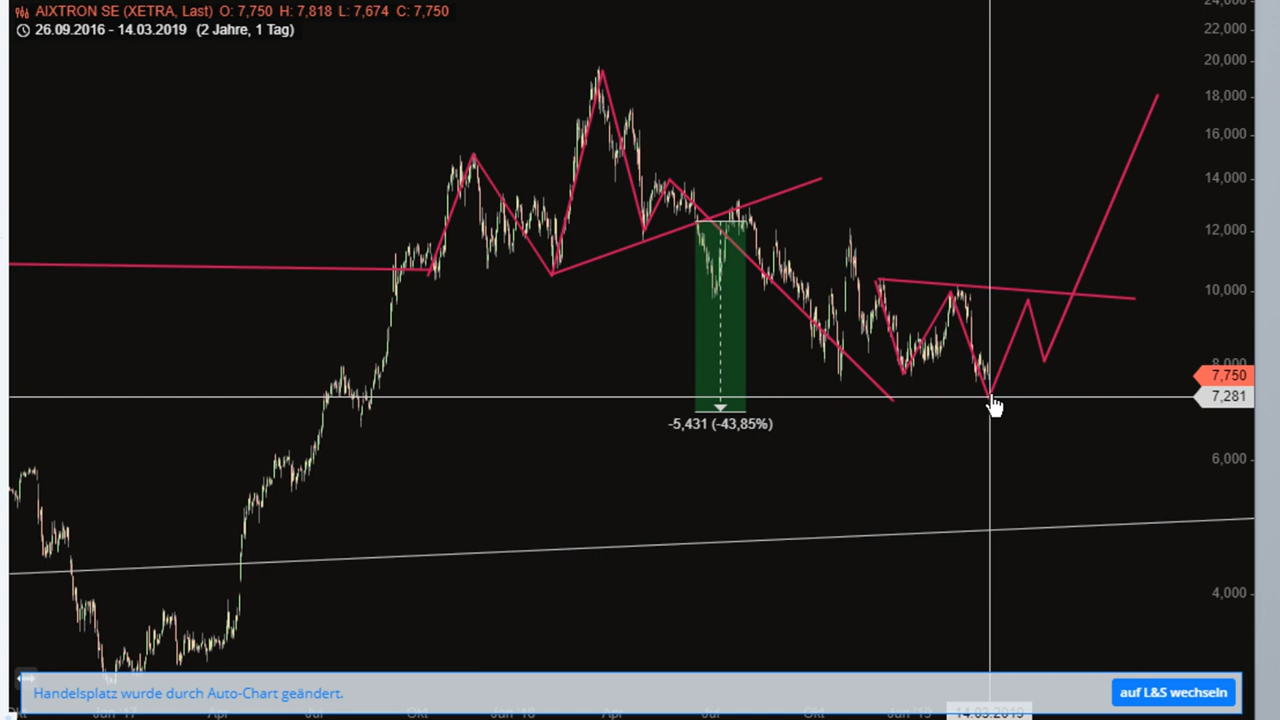 AIXTRON SE (XETRA, Last) O: 7,750 H: 7,818 L: 7,674 C: 7,750
26.09.2016 - 14.03.2019 (2 Jahre, 1 Tag)
24,000
22,000
20,000
18,000
16,000
14,000
12,000
10,000
8,000
7,750
7,281
-5,431 (-43,85%)
6,000
4,000
Handelsplatz wurde durch Auto-Chart geändert.
auf L&S wechseln
Okt Jan '17 Apr Jul Okt Jan '18 Apr Jul Okt Jan '19 14.03.2019